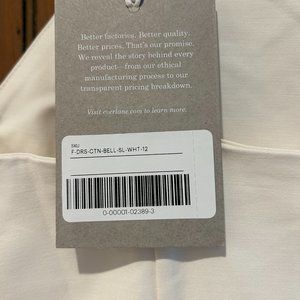 Better factories. Better quality.
Better prices. That's our promise.
We reveal the story behind every
product—from our ethical
manufacturing process to our
transparent pricing breakdown.
Visit everlane.com to learn more.
SKU
F-DRS-CTN-BELL-SL-WHT-12
0-00001-02389-3